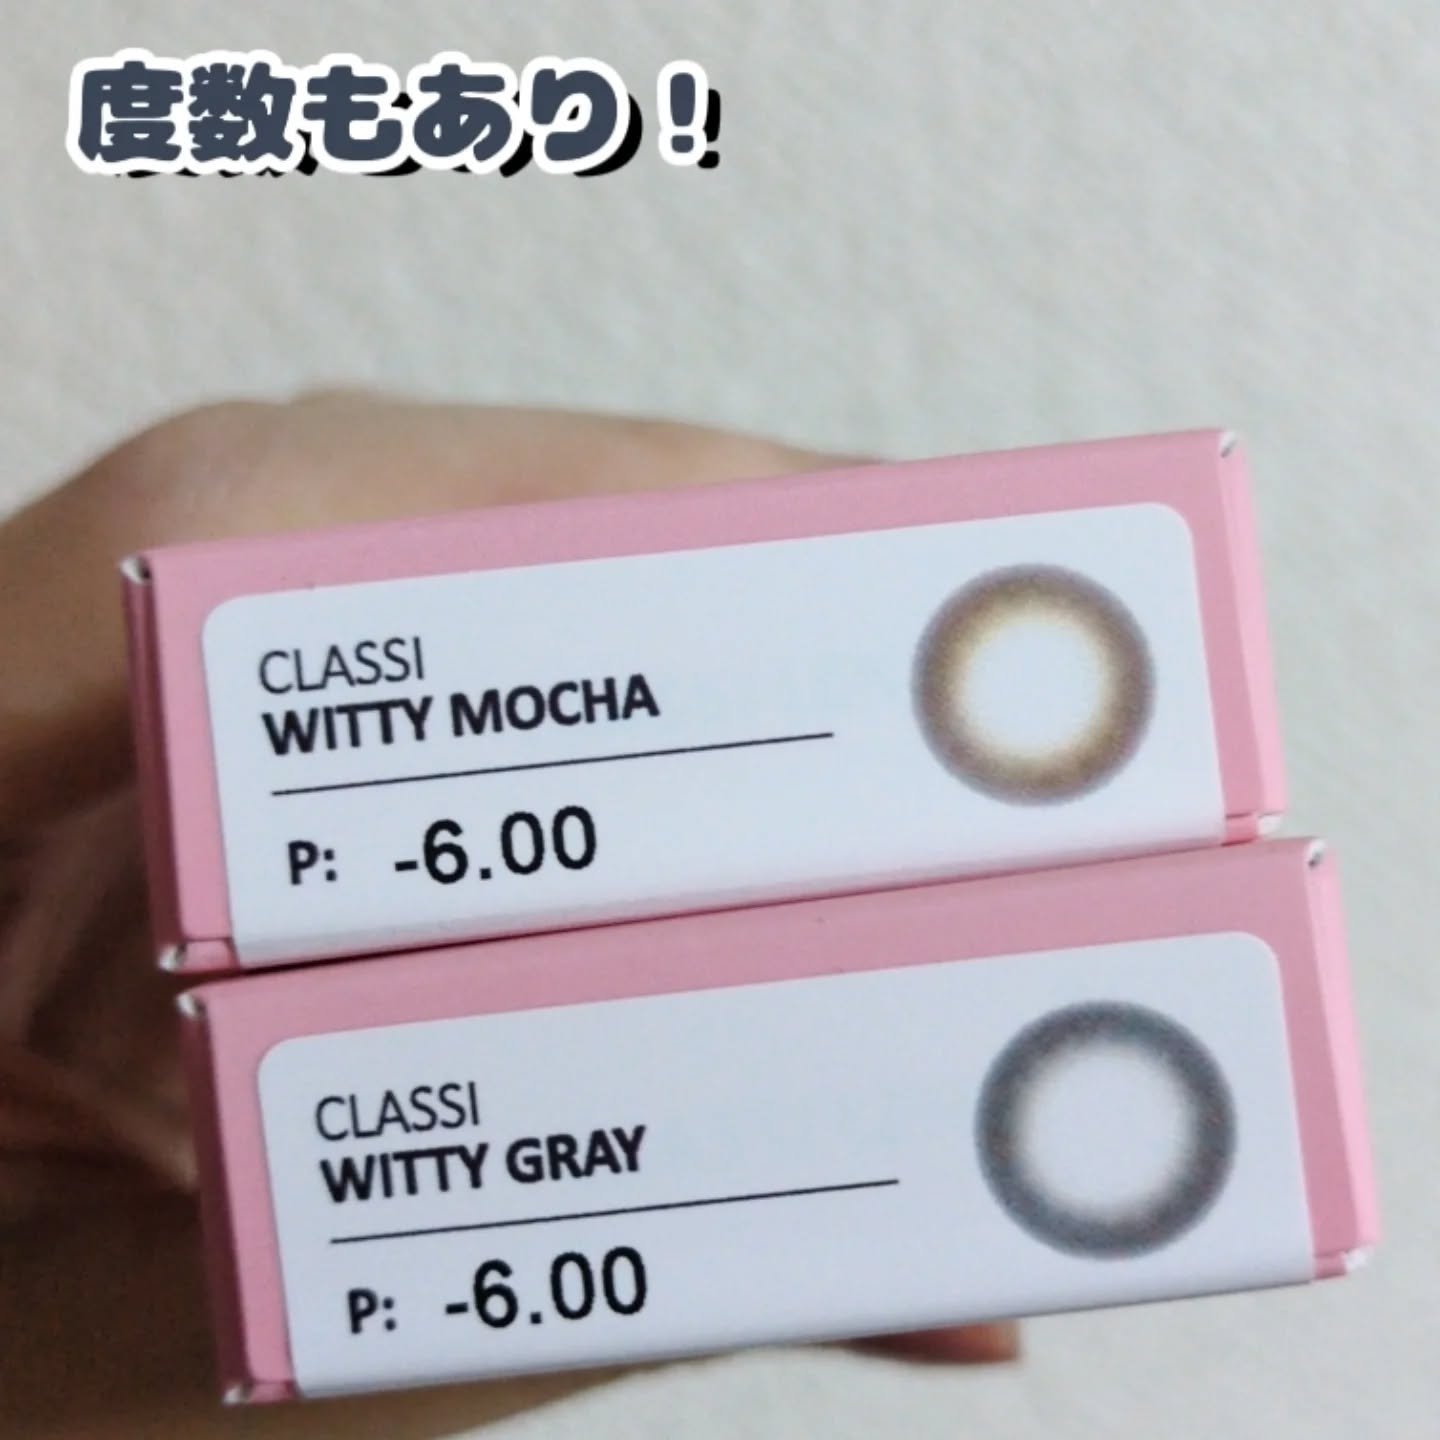 度数もあり!
CLASSI
WITTY MOCHA
P: -6.00
CLASSI
WITTY GRAY
P: -6.00